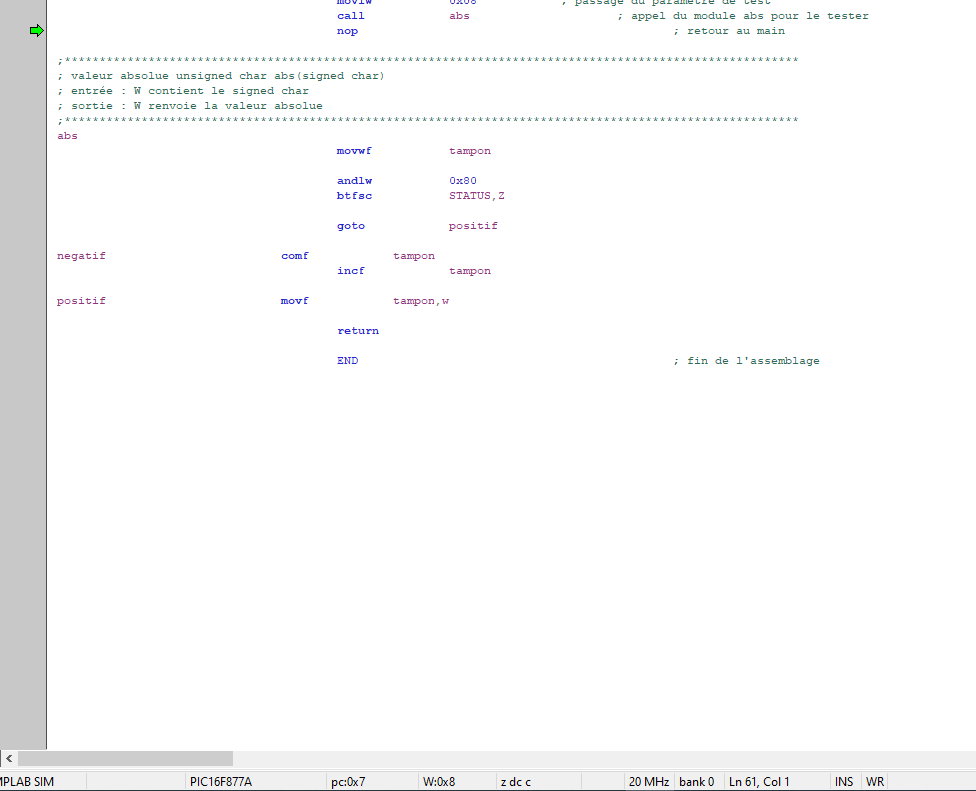 movlw 0x08 ; passage du paramètre de test
call abs ; appel du module abs pour le tester
nop ; retour au main
;*********************************************************************************************************
; valeur absolue unsigned char abs(signed char)
; entrée : W contient le signed char
; sortie : W renvoie la valeur absolue
;*********************************************************************************************************
abs
movwf tampon
andlw 0x80
btfsc STATUS,Z
goto positif
negatif comf tampon
incf tampon
positif movf tampon,w
return
END ; fin de l'assemblage
MPLAB SIM PIC16F877A pc:0x7 W:0x8 z dc c 20 MHz bank 0 Ln 61, Col 1 INS WR